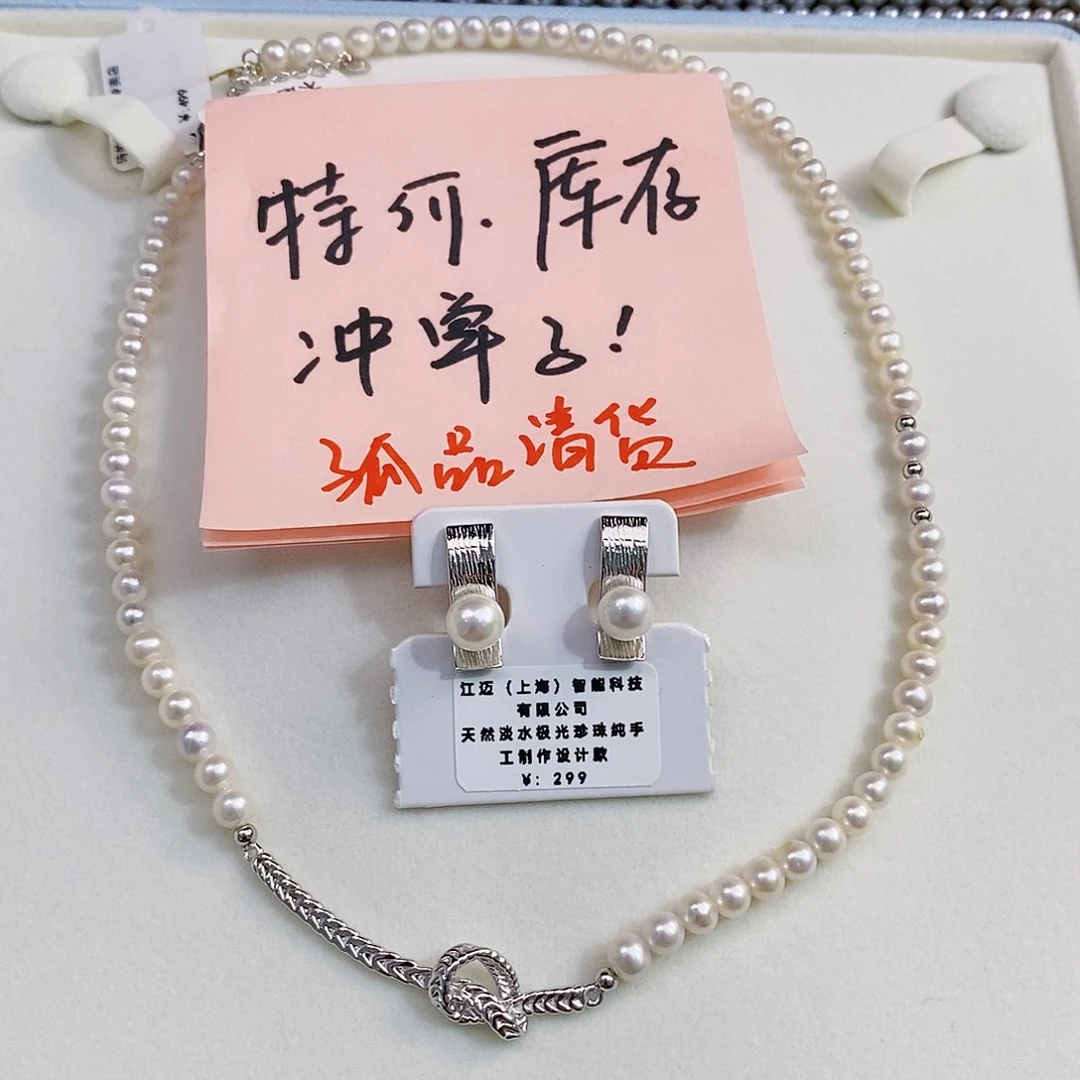 特价.库存
冲单了!
孤品清货
江迈（上海）智能科技
有限公司
天然淡水极光珍珠纯手
工制作设计款
￥: 299